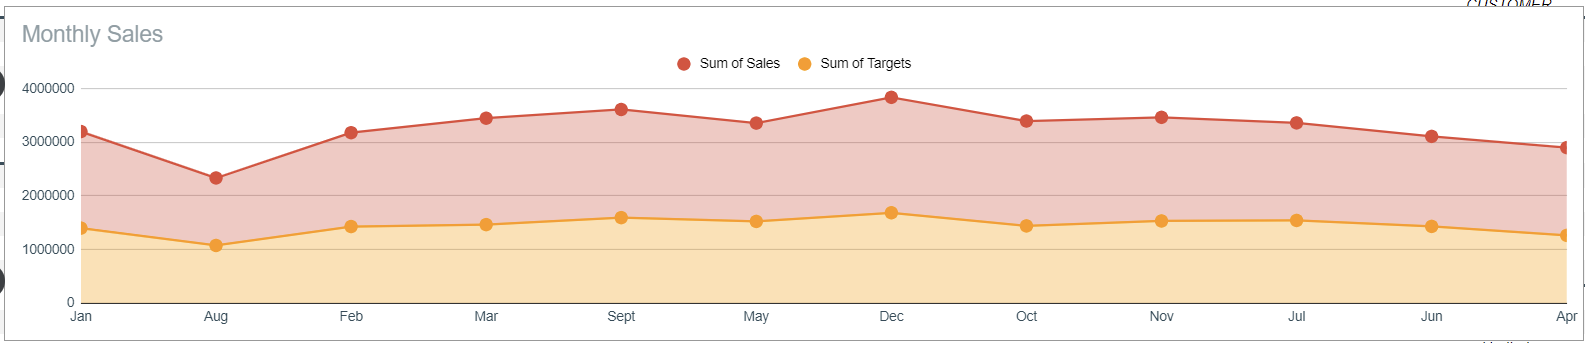 CUSTOMER
Monthly Sales
Sum of Sales Sum of Targets
4000000
3000000
2000000
1000000
0
Jan Aug Feb Mar Sept May Dec Oct Nov Jul Jun Apr